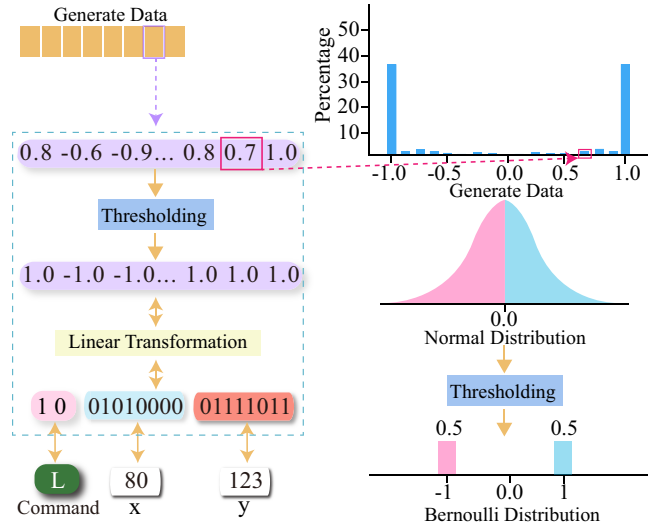 Generate Data
0.8 -0.6 -0.9... 0.8 0.7 1.0
Thresholding
1.0 -1.0 -1.0... 1.0 1.0 1.0
Linear Transformation
1 0 01010000 01111011
L 80 123
Command x y
Percentage
50
40
30
20
10
-1.0 -0.5 0.0 0.5 1.0
Generate Data
0.0
Normal Distribution
Thresholding
0.5 0.5
-1 0.0 1
Bernoulli Distribution